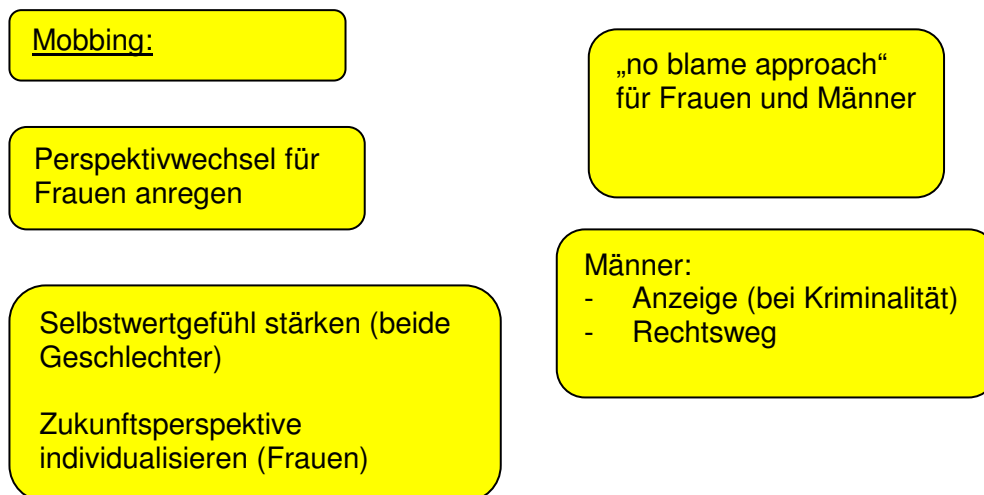 Mobbing:
„no blame approach“
für Frauen und Männer
Perspektivwechsel für
Frauen anregen
Männer:
- Anzeige (bei Kriminalität)
- Rechtsweg
Selbstwertgefühl stärken (beide
Geschlechter)
Zukunftsperspektive
individualisieren (Frauen)